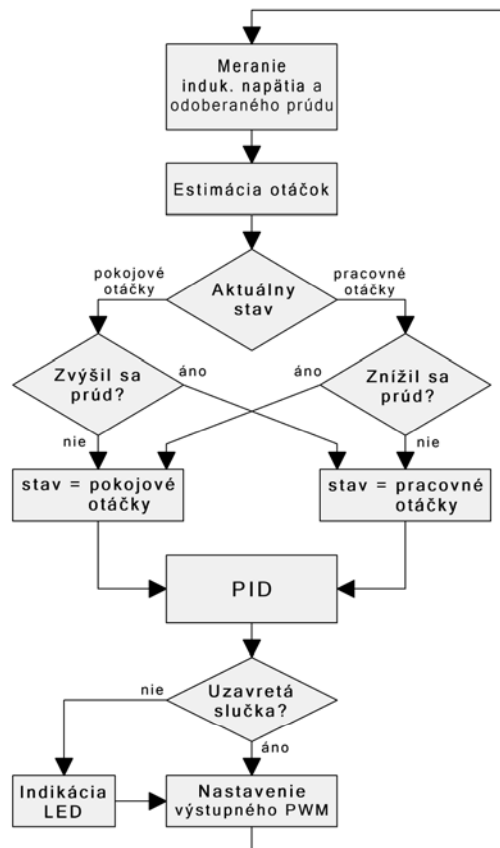 Meranie
induk. napätia a
odoberaného prúdu
Estimácia otáčok
pokojové
otáčky
Aktuálny
stav
pracovné
otáčky
Zvýšil sa
prúd?
áno
áno
Znížil sa
prúd?
nie
nie
stav = pokojové
otáčky
stav = pracovné
otáčky
PID
nie
Uzavretá
slučka?
áno
Indikácia
LED
Nastavenie
výstupného PWM